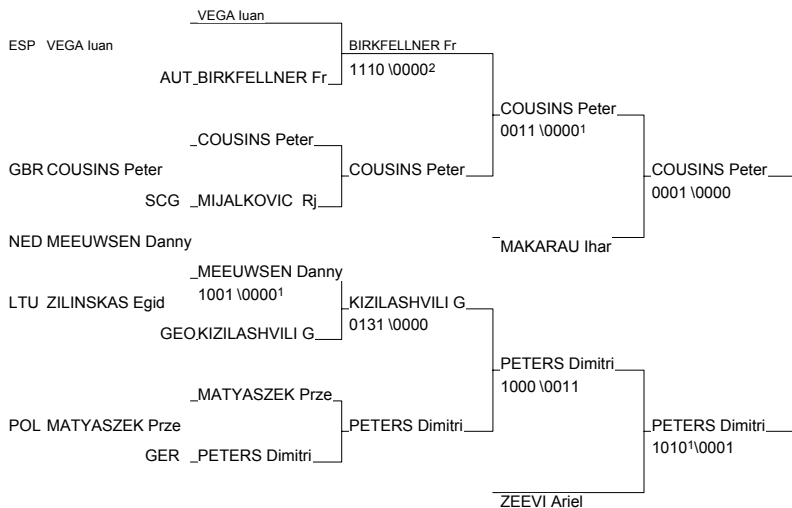 VEGA Iuan
ESP VEGA Iuan
BIRKFELLNER Fr
1110 \0000²
AUT BIRKFELLNER Fr
COUSINS Peter
0011 \0000¹
COUSINS Peter
GBR COUSINS Peter
COUSINS Peter
COUSINS Peter
0001 \0000
SCG MIJALKOVIC Rj
NED MEEUWSEN Danny
MAKARAU Ihar
MEEUWSEN Danny
1001 \0000¹
LTU ZILINSKAS Egid
KIZILASHVILI G
0131 \0000
GEO KIZILASHVILI G
PETERS Dimitri
1000 \0011
MATYASZEK Prze
POL MATYASZEK Prze
PETERS Dimitri
PETERS Dimitri
1010¹\0001
GER PETERS Dimitri
ZEEVI Ariel